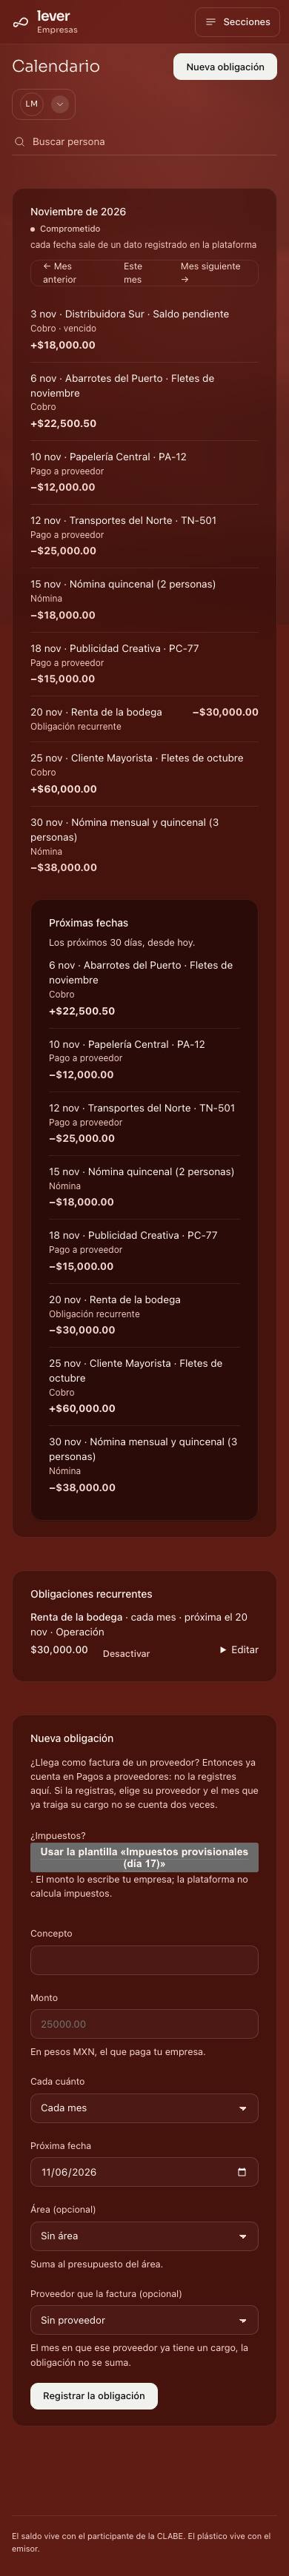 lever
Empresas
Secciones
Calendario
Nueva obligación
LM
Buscar persona
Noviembre de 2026
Comprometido
cada fecha sale de un dato registrado en la plataforma
← Mes
anterior
Este
mes
Mes siguiente
→
3 nov · Distribuidora Sur · Saldo pendiente
Cobro · vencido
+$18,000.00
6 nov · Abarrotes del Puerto · Fletes de
noviembre
Cobro
+$22,500.50
10 nov · Papelería Central · PA-12
Pago a proveedor
−$12,000.00
12 nov · Transportes del Norte · TN-501
Pago a proveedor
−$25,000.00
15 nov · Nómina quincenal (2 personas)
Nómina
−$18,000.00
18 nov · Publicidad Creativa · PC-77
Pago a proveedor
−$15,000.00
20 nov · Renta de la bodega −$30,000.00
Obligación recurrente
25 nov · Cliente Mayorista · Fletes de octubre
Cobro
+$60,000.00
30 nov · Nómina mensual y quincenal (3
personas)
Nómina
−$38,000.00
Próximas fechas
Los próximos 30 días, desde hoy.
6 nov · Abarrotes del Puerto · Fletes de
noviembre
Cobro
+$22,500.50
10 nov · Papelería Central · PA-12
Pago a proveedor
−$12,000.00
12 nov · Transportes del Norte · TN-501
Pago a proveedor
−$25,000.00
15 nov · Nómina quincenal (2 personas)
Nómina
−$18,000.00
18 nov · Publicidad Creativa · PC-77
Pago a proveedor
−$15,000.00
20 nov · Renta de la bodega
Obligación recurrente
−$30,000.00
25 nov · Cliente Mayorista · Fletes de
octubre
Cobro
+$60,000.00
30 nov · Nómina mensual y quincenal (3
personas)
Nómina
−$38,000.00
Obligaciones recurrentes
Renta de la bodega · cada mes · próxima el 20
nov · Operación
$30,000.00 Desactivar ▶ Editar
Nueva obligación
¿Llega como factura de un proveedor? Entonces ya
cuenta en Pagos a proveedores: no la registres
aquí. Si la registras, elige su proveedor y el mes que
ya traiga su cargo no se cuenta dos veces.
¿Impuestos?
Usar la plantilla «Impuestos provisionales
(día 17)»
. El monto lo escribe tu empresa; la plataforma no
calcula impuestos.
Concepto
Monto
25000.00
En pesos MXN, el que paga tu empresa.
Cada cuánto
Cada mes
Próxima fecha
11/06/2026
Área (opcional)
Sin área
Suma al presupuesto del área.
Proveedor que la factura (opcional)
Sin proveedor
El mes en que ese proveedor ya tiene un cargo, la
obligación no se suma.
Registrar la obligación
El saldo vive con el participante de la CLABE. El plástico vive con el
emisor.